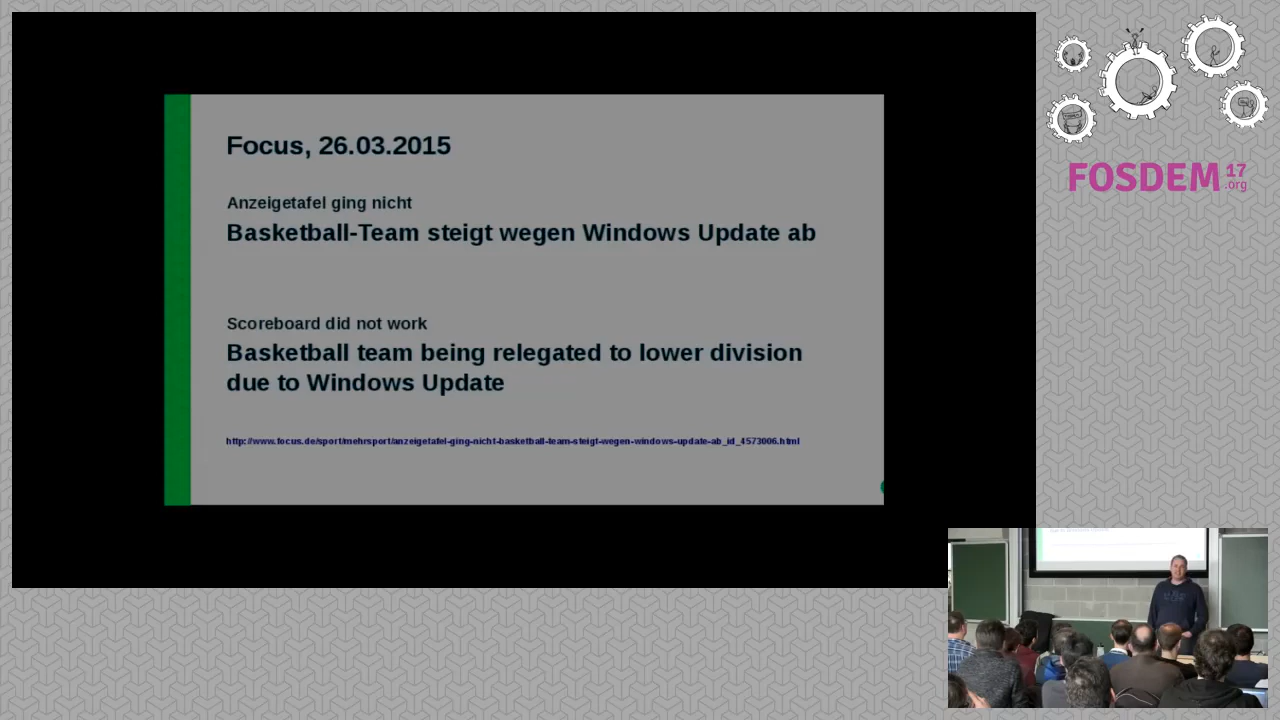 Focus, 26.03.2015
Anzeigetafel ging nicht
Basketball-Team steigt wegen Windows Update ab
Scoreboard did not work
Basketball team being relegated to lower division
due to Windows Update
http://www.focus.de/sport/mehrsport/anzeigetafel-ging-nicht-basketball-team-steigt-wegen-windows-update-ab_id_4573006.html
FOSDEM 17
.org